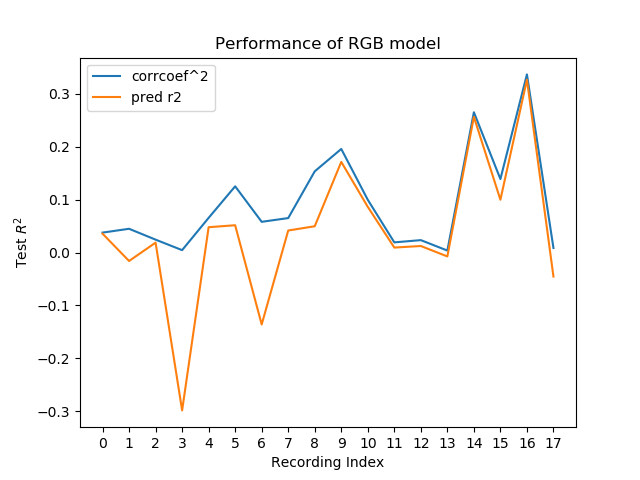 Performance of RGB model
corrcoef^2
pred r2
Test $R^2$
0.3
0.2
0.1
0.0
−0.1
−0.2
−0.3
0 1 2 3 4 5 6 7 8 9 10 11 12 13 14 15 16 17
Recording Index